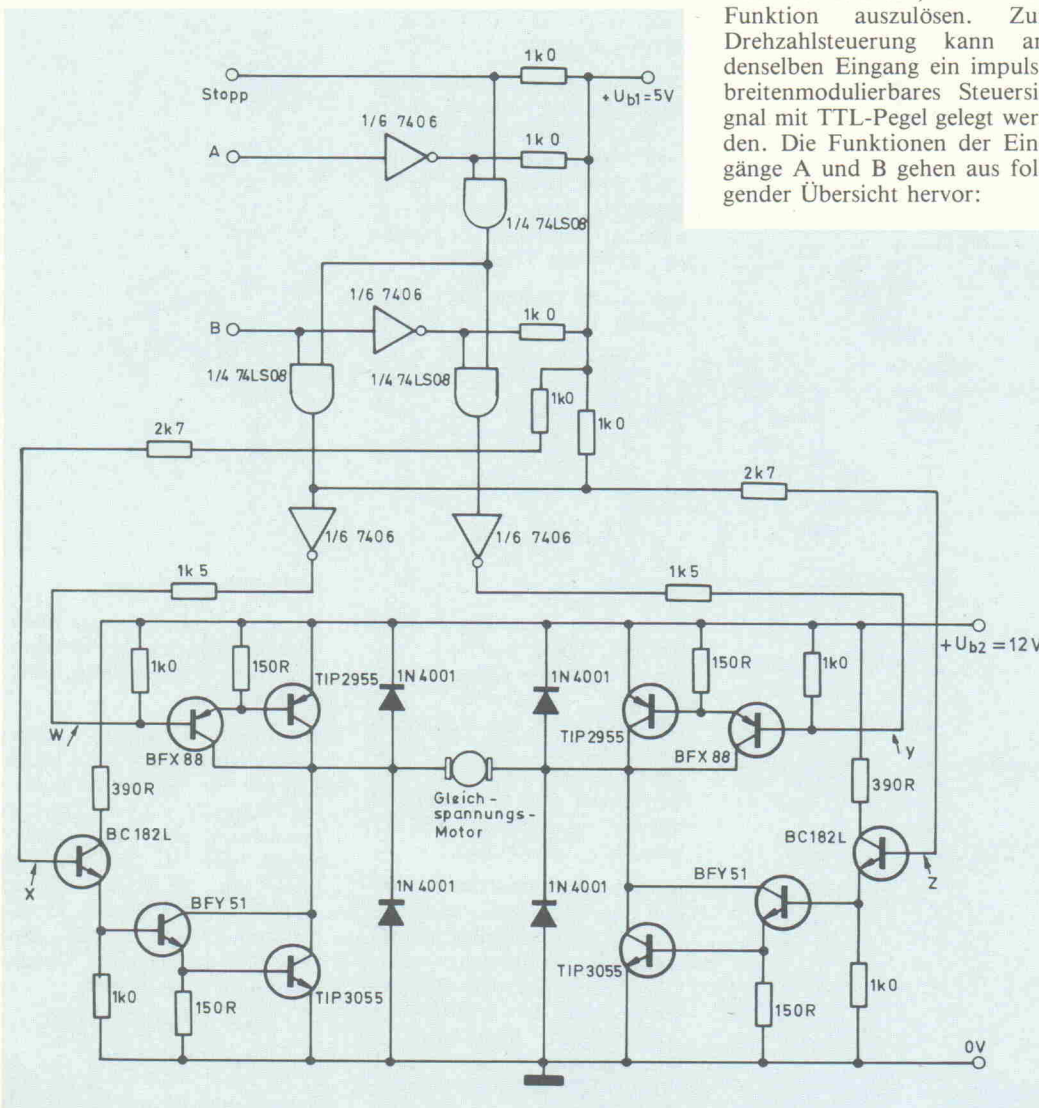 Funktion auszulösen. Zu
Drehzahlsteuerung kann an
denselben Eingang ein impuls
breitenmodulierbares Steuersi
gnal mit TTL-Pegel gelegt wer
den. Die Funktionen der Ein
gänge A und B gehen aus fol
gender Übersicht hervor:
1k0
Stopp
+Ub1=5V
1/6 7406
1k0
A
1/4 74LS08
1/6 7406
1k0
B
1/4 74LS08
1/4 74LS08
1k0
1k0
2k7
2k7
1/6 7406
1/6 7406
1k5
1k5
+Ub2=12V
1k0
150R
TIP2955
1N4001
1N4001
150R
1k0
W
BFX88
TIP2955
BFX88
y
390R
Gleich-
spannungs-
Motor
390R
BC182L
BC182L
X
BFY51
1N4001
1N4001
BFY51
Z
1k0
150R
TIP3055
TIP3055
150R
1k0
0V